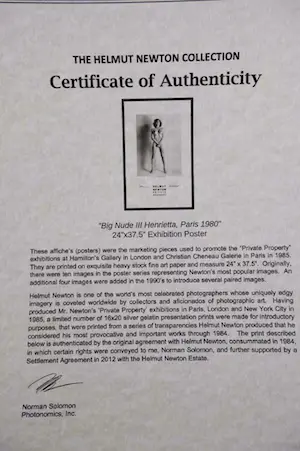 THE HELMUT NEWTON COLLECTION
Certificate of Authenticity
HELMUT
NEWTON
"Big Nude III Henrietta, Paris 1980"
24"x37.5" Exhibition Poster
These affiche's (posters) were the marketing pieces used to promote the "Private Property"
exhibitions at Hamilton's Gallery in London and Christian Cheneau Galerie in Paris in 1985.
They are printed on exquisite heavy stock fine art paper and measure 24" x 37.5". Originally,
there were ten images in the poster series representing Newton's most popular images. An
additional four images were added in the 1990's to introduce several paired images.
Helmut Newton is one of the world's most celebrated photographers whose uniquely edgy
imagery is coveted worldwide by collectors and aficionados of photographic art. Having
produced Mr. Newton's 'Private Property' exhibitions in Paris, London and New York City in
1985, a limited number of 16x20 silver gelatin presentation prints were made for introductory
purposes, that were printed from a series of transparencies Helmut Newton produced that he
considered his most provocative and important works through 1984. The print described
below is authenticated by the original agreement with Helmut Newton, consummated in 1984,
in which certain rights were conveyed to me, Norman Solomon, and further supported by a
Settlement Agreement in 2012 with the Helmut Newton Estate.
Norman Solomon
Photonomics, Inc.